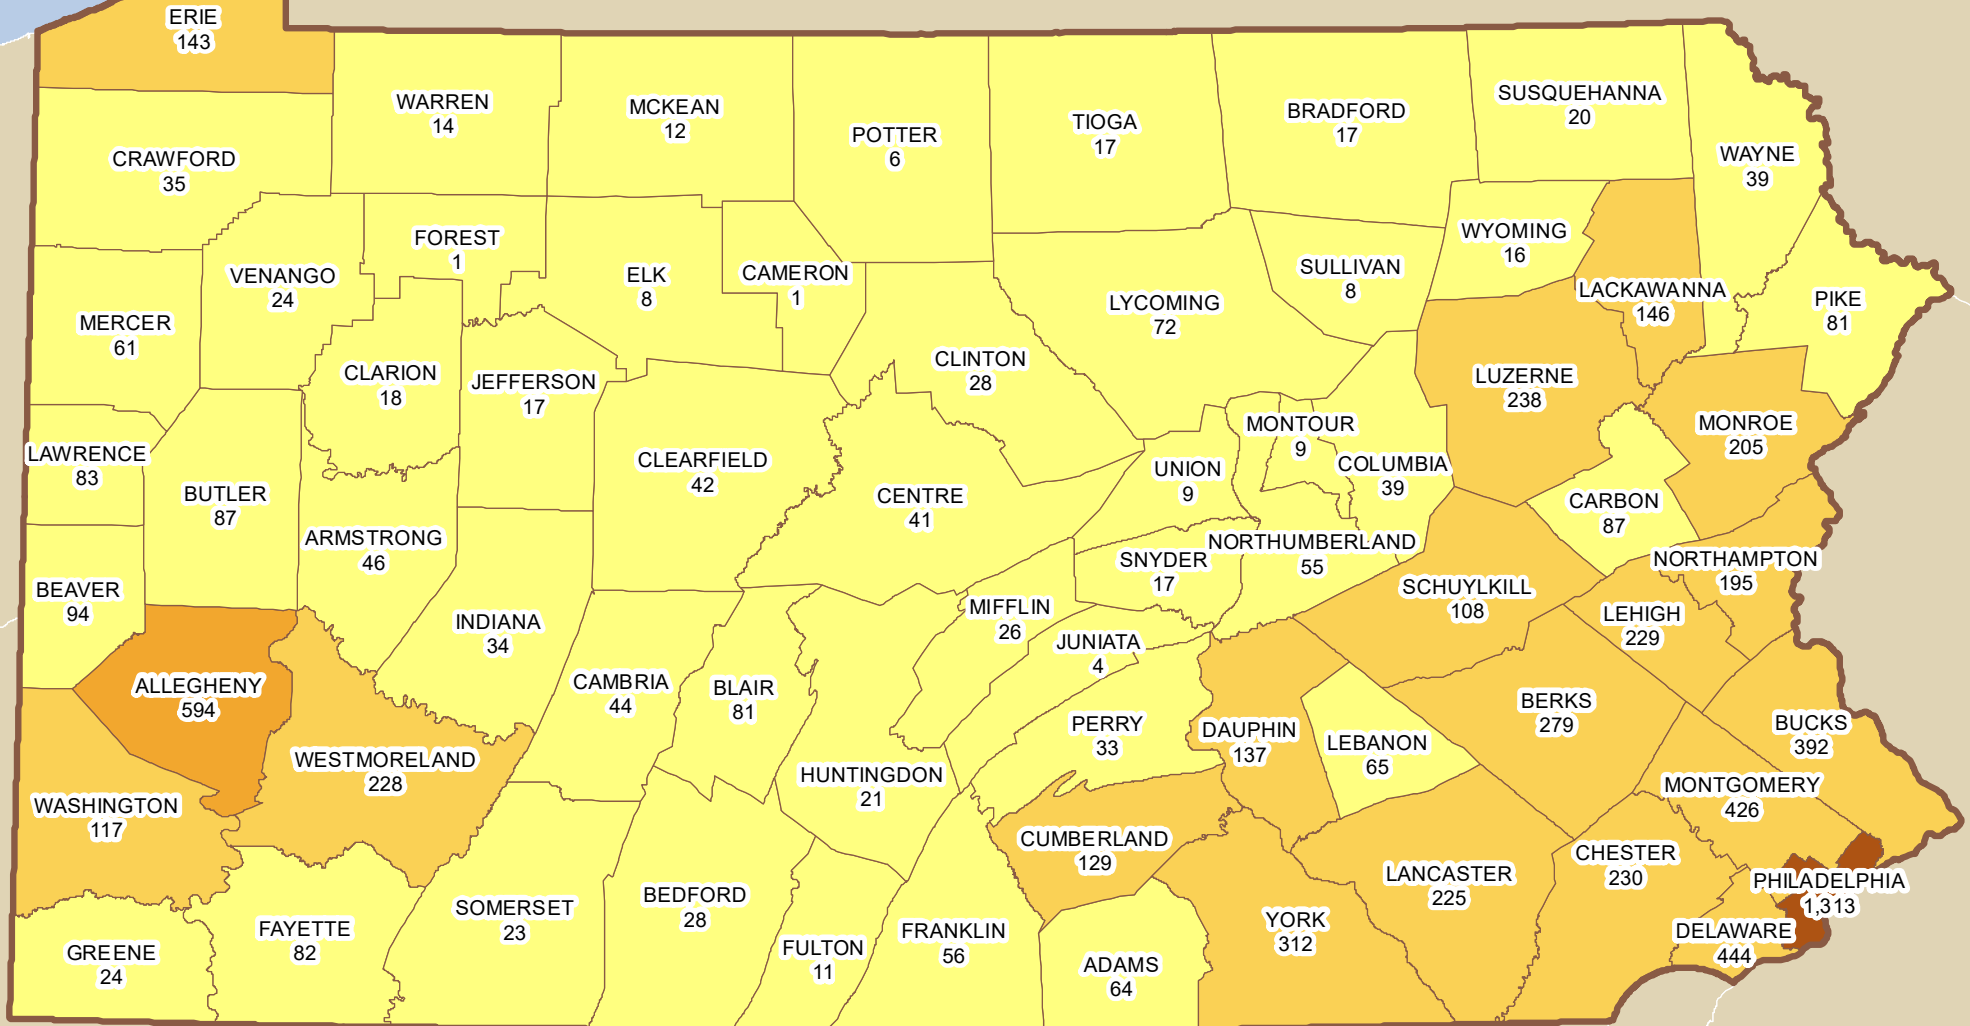 ERIE
143
WARREN
14
MCKEAN
12
POTTER
6
TIOGA
17
BRADFORD
17
SUSQUEHANNA
20
WAYNE
39
CRAWFORD
35
FOREST
1
VENANGO
24
ELK
8
CAMERON
1
LYCOMING
72
SULLIVAN
8
WYOMING
16
LACKAWANNA
146
PIKE
81
MERCER
61
CLARION
18
JEFFERSON
17
CLINTON
28
LUZERNE
238
MONROE
205
LAWRENCE
83
BUTLER
87
CLEARFIELD
42
CENTRE
41
UNION
9
MONTOUR
9
COLUMBIA
39
CARBON
87
ARMSTRONG
46
SNYDER
17
NORTHUMBERLAND
55
NORTHAMPTON
195
BEAVER
94
INDIANA
34
MIFFLIN
26
JUNIATA
4
SCHUYLKILL
108
LEHIGH
229
ALLEGHENY
594
CAMBRIA
44
BLAIR
81
PERRY
33
DAUPHIN
137
LEBANON
65
BERKS
279
BUCKS
392
WESTMORELAND
228
WASHINGTON
117
HUNTINGDON
21
MONTGOMERY
426
CUMBERLAND
129
LANCASTER
225
CHESTER
230
PHILADELPHIA
1,313
GREENE
24
FAYETTE
82
SOMERSET
23
BEDFORD
28
FULTON
11
FRANKLIN
56
ADAMS
64
YORK
312
DELAWARE
444